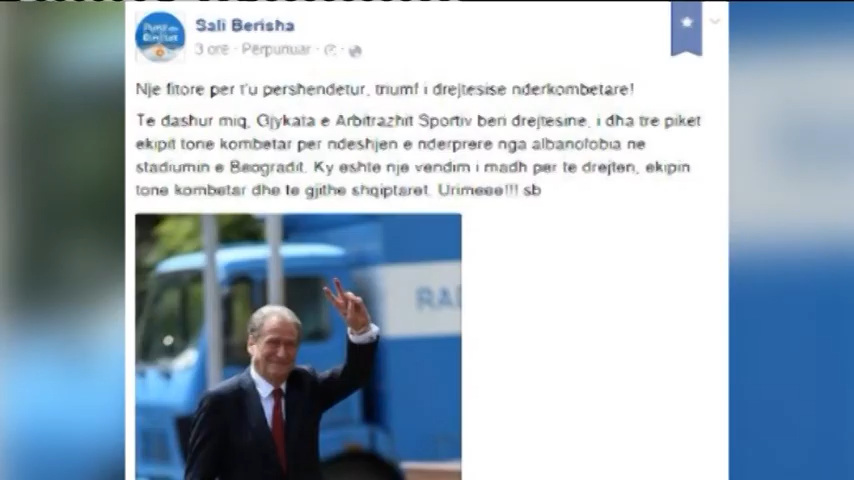 Sali Berisha
3 orë · Përpunuar ·
Nje fitore per t'u pershendetur, triumf i drejtesise nderkombetare!
Te dashur miq, Gjykata e Arbitrazhit Sportiv beri drejtesine, i dha tre piket
ekipit tone kombetar per ndeshjen e nderprere nga albanofobia ne
stadiumin e Beogradit. Ky eshte nje vendim i madh per te drejten, ekipin
tone kombetar dhe te gjithe shqiptaret. Urimeee!!! sb
RA